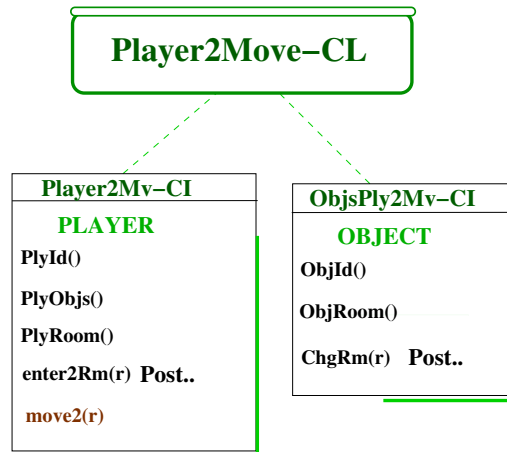 Player2Move−CL
Player2Mv−CI
PLAYER
PlyId()
PlyObjs()
PlyRoom()
enter2Rm(r) Post..
move2(r)
ObjsPly2Mv−CI
OBJECT
ObjId()
ObjRoom()
ChgRm(r) Post..